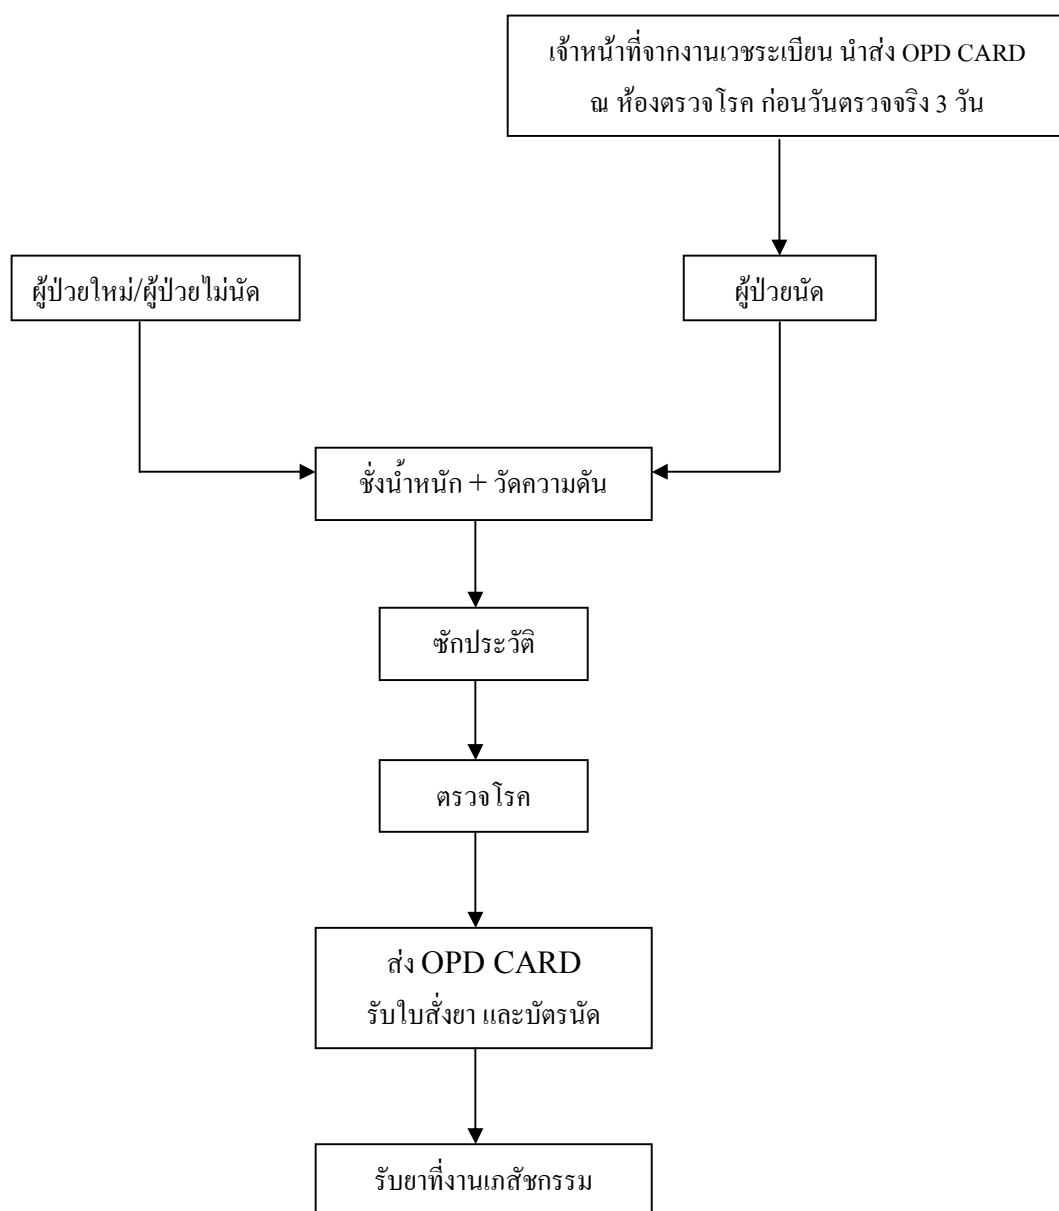 เจ้าหน้าที่จากงานเวชระเบียน นำส่ง OPD CARD
ณ ห้องตรวจโรค ก่อนวันตรวจจริง 3 วัน
ผู้ป่วยใหม่/ผู้ป่วยไม่นัด
ผู้ป่วยนัด
ชั่งน้ำหนัก + วัดความดัน
ซักประวัติ
ตรวจโรค
ส่ง OPD CARD
รับใบสั่งยา และบัตรนัด
รับยาที่งานเภสัชกรรม